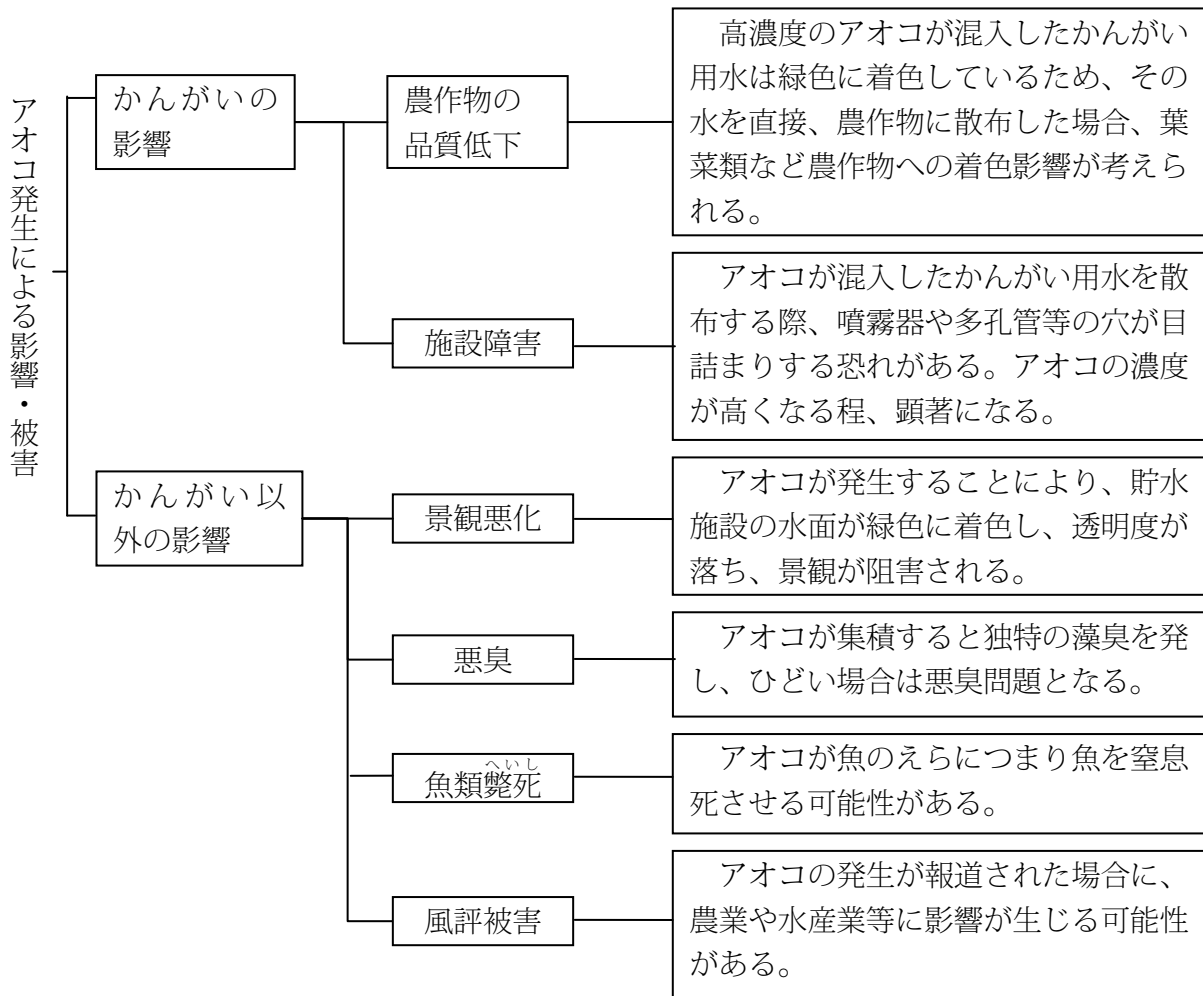 アオコ発生による影響・被害
かんがいの
影響
農作物の
品質低下
高濃度のアオコが混入したかんがい
用水は緑色に着色しているため、その
水を直接、農作物に散布した場合、葉
菜類など農作物への着色影響が考えら
れる。
施設障害
アオコが混入したかんがい用水を散
布する際、噴霧器や多孔管等の穴が目
詰まりする恐れがある。アオコの濃度
が高くなる程、顕著になる。
かんがい以
外の影響
景観悪化
アオコが発生することにより、貯水
施設の水面が緑色に着色し、透明度が
落ち、景観が阻害される。
悪臭
アオコが集積すると独特の藻臭を発
し、ひどい場合は悪臭問題となる。
へいし
魚類斃死
アオコが魚のえらにつまり魚を窒息
死させる可能性がある。
風評被害
アオコの発生が報道された場合に、
農業や水産業等に影響が生じる可能性
がある。